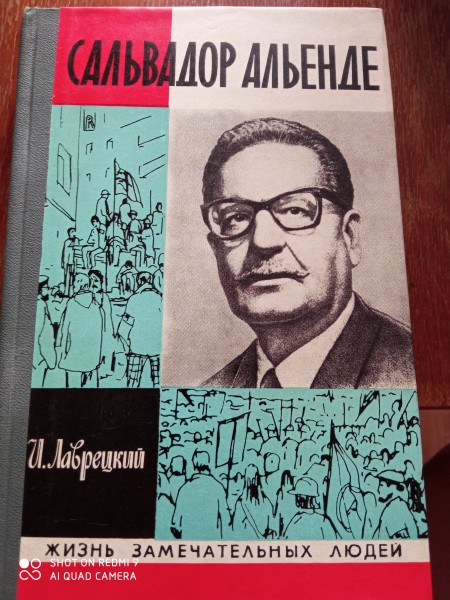 САЛЬВАДОР АЛЬЕНДЕ
И. Лаврецкий
ЖИЗНЬ ЗАМЕЧАТЕЛЬНЫХ ЛЮДЕЙ
SHOT ON REDMI 9
AI QUAD CAMERA